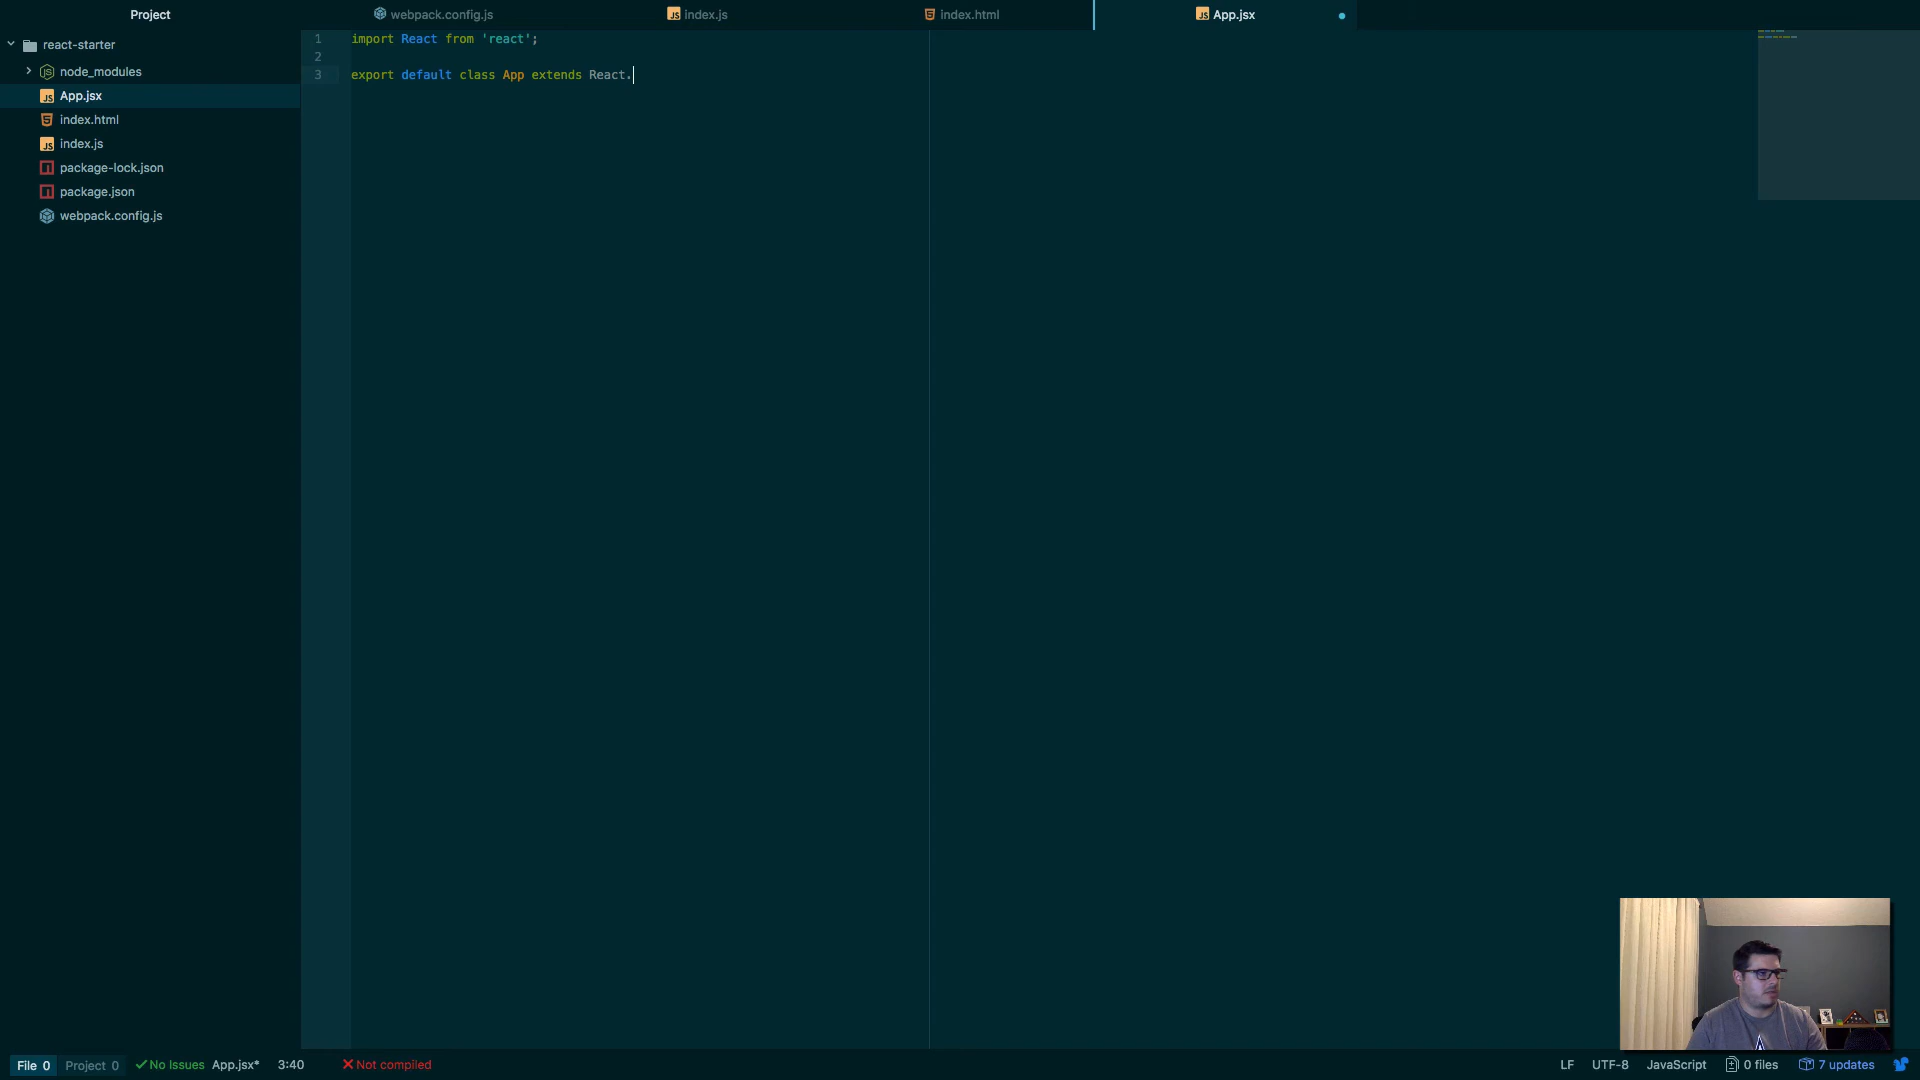 Project
webpack.config.js
index.js
index.html
App.jsx
react-starter
node_modules
App.jsx
index.html
index.js
package-lock.json
package.json
webpack.config.js
1 import React from 'react';
2
3 export default class App extends React.
File 0 Project 0 No Issues App.jsx* 3:40 Not compiled LF UTF-8 JavaScript 0 files 7 updates